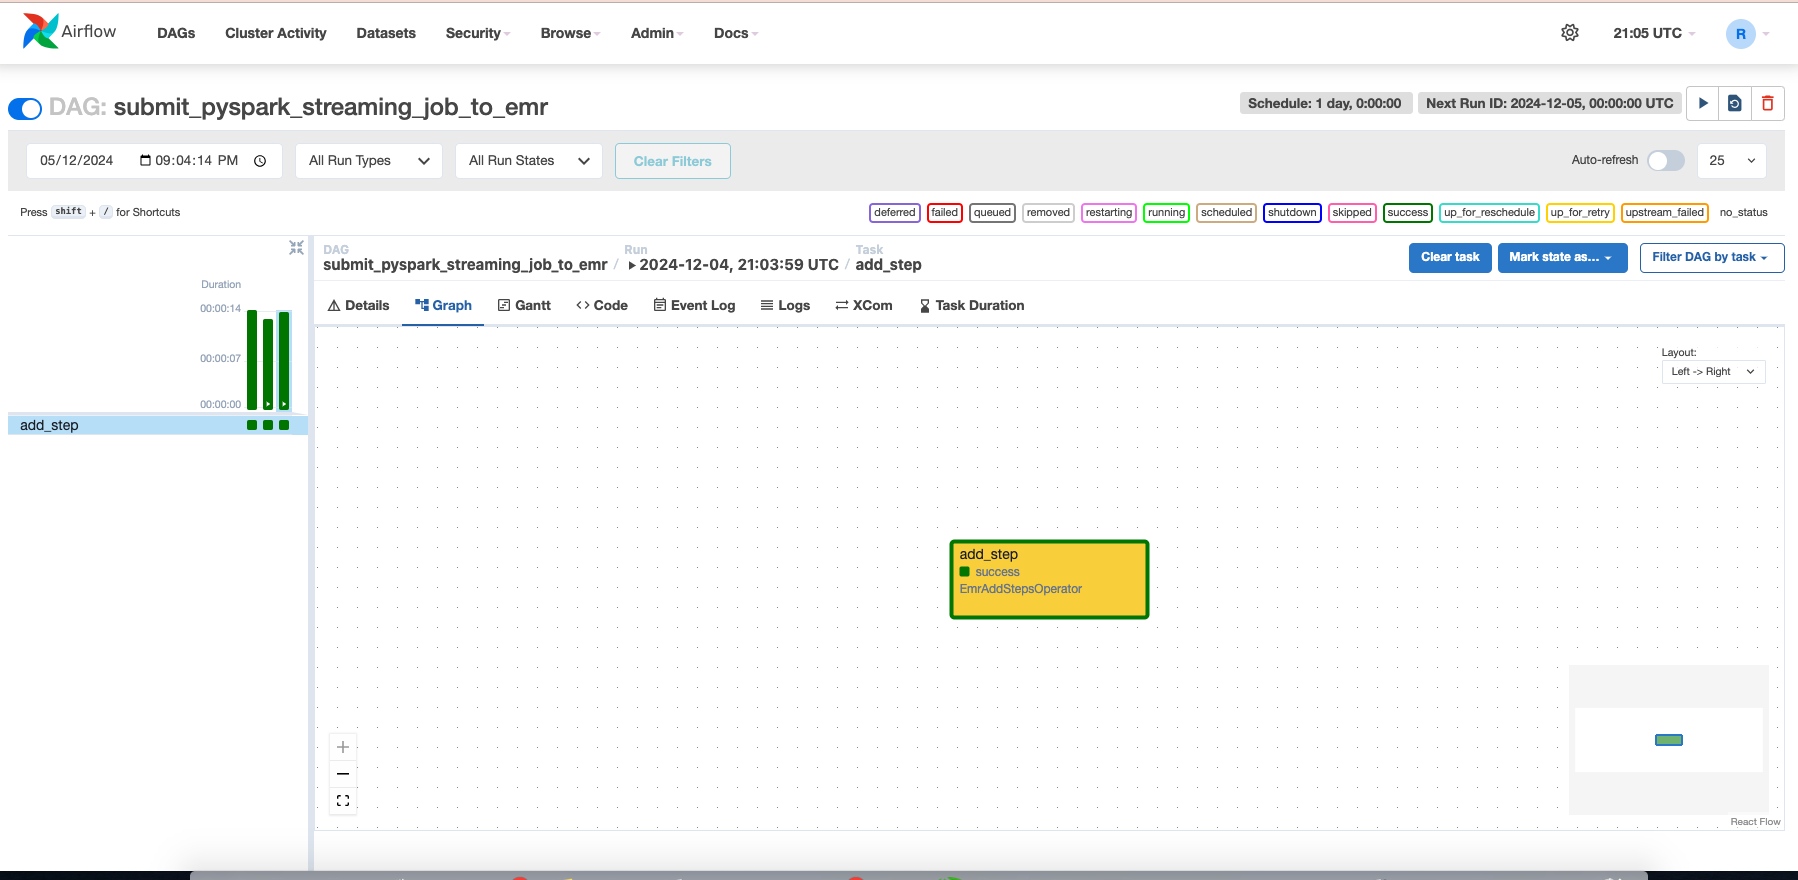 Airflow DAGs Cluster Activity Datasets Security Browse Admin Docs 21:05 UTC R
DAG: submit_pyspark_streaming_job_to_emr Schedule: 1 day, 0:00:00 Next Run ID: 2024-12-05, 00:00:00 UTC
05/12/2024 09:04:14 PM All Run Types All Run States Clear Filters Auto-refresh 25
Press shift + / for Shortcuts deferred failed queued removed restarting running scheduled shutdown skipped success up_for_reschedule up_for_retry upstream_failed no_status
DAG Run Task
submit_pyspark_streaming_job_to_emr / 2024-12-04, 21:03:59 UTC / add_step Clear task Mark state as... Filter DAG by task
Duration
00:00:14
00:00:07
00:00:00
add_step
Details Graph Gantt Code Event Log Logs XCom Task Duration
Layout:
Left -> Right
add_step
success
EmrAddStepsOperator
React Flow